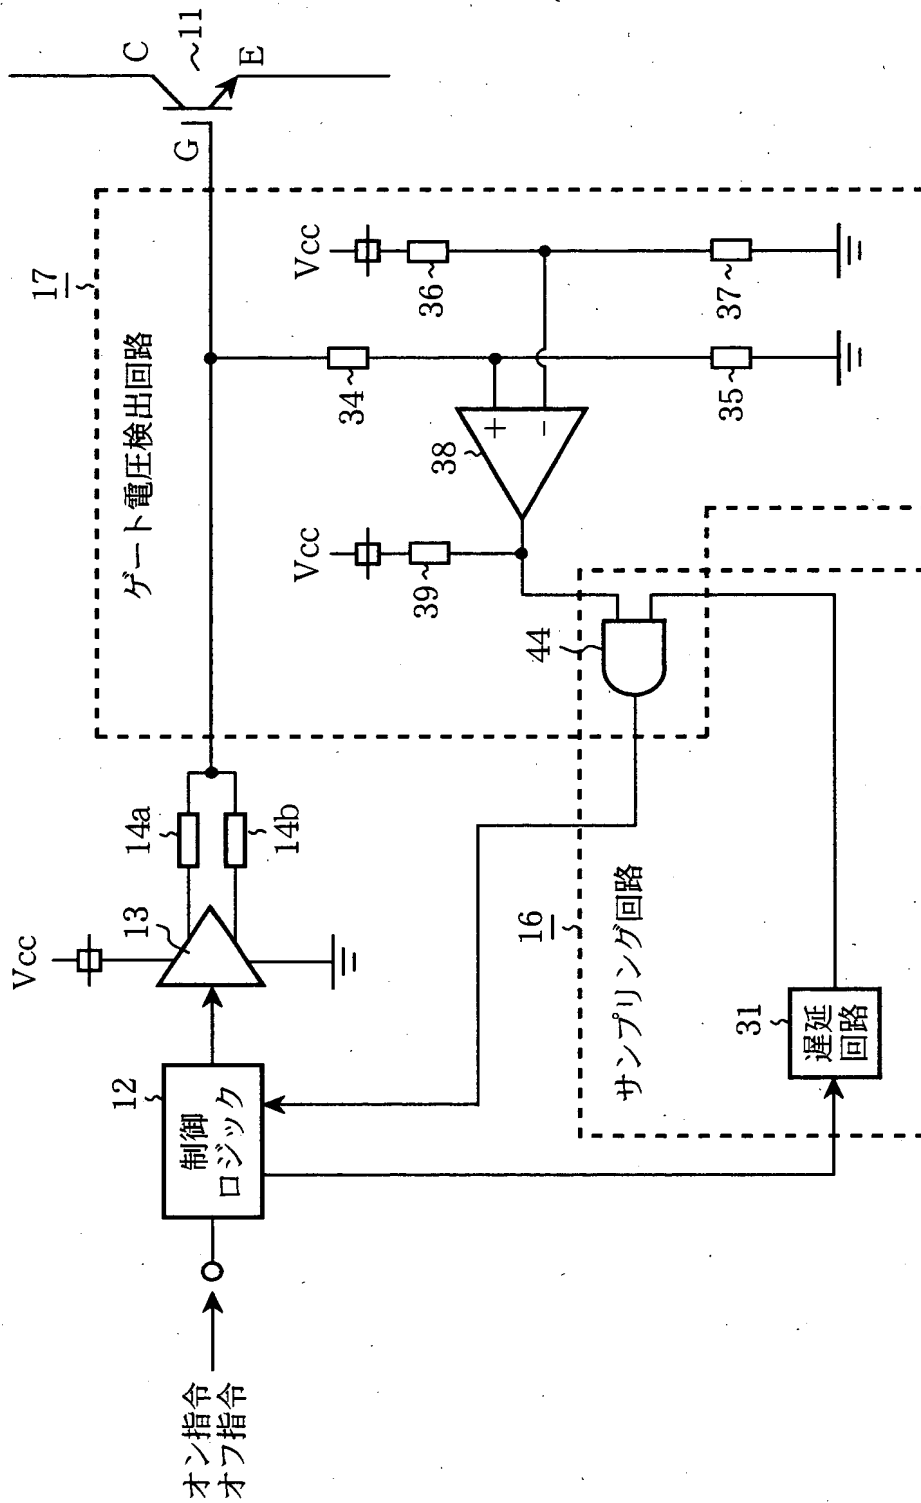 オン指令
オフ指令
12
制御
ロジック
Vcc
13
14a
14b
17
ゲート電圧検出回路
G
C
11
E
Vcc
39
38
+
-
34
35
Vcc
36
37
44
16
サンプリング回路
31
遅延
回路